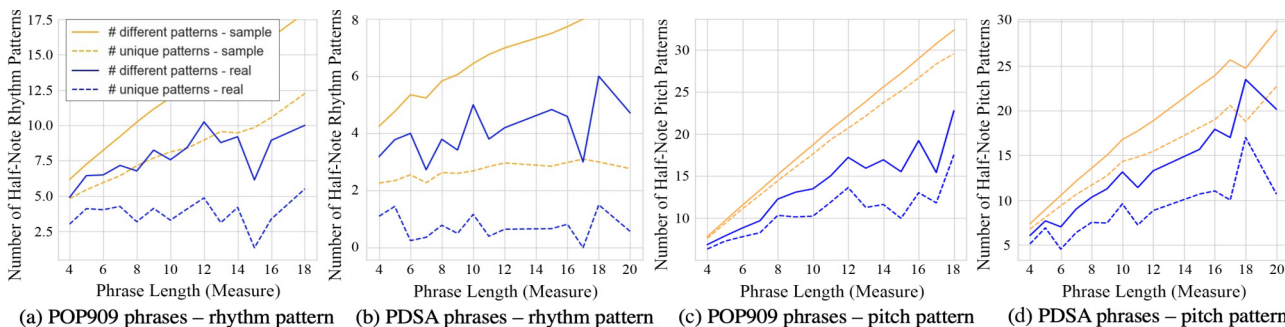 Number of Half-Note Rhythm Patterns
17.5
15.0
12.5
10.0
7.5
5.0
2.5
# different patterns - sample
# unique patterns - sample
# different patterns - real
# unique patterns - real
4 6 8 10 12 14 16 18
Phrase Length (Measure)
(a) POP909 phrases – rhythm pattern
Number of Half-Note Rhythm Patterns
8
6
4
2
0
4 6 8 10 12 14 16 18 20
Phrase Length (Measure)
(b) PDSA phrases – rhythm pattern
Number of Half-Note Pitch Patterns
30
25
20
15
10
4 6 8 10 12 14 16 18
Phrase Length (Measure)
(c) POP909 phrases – pitch pattern
Number of Half-Note Pitch Patterns
30
25
20
15
10
5
4 6 8 10 12 14 16 18 20
Phrase Length (Measure)
(d) PDSA phrases – pitch pattern